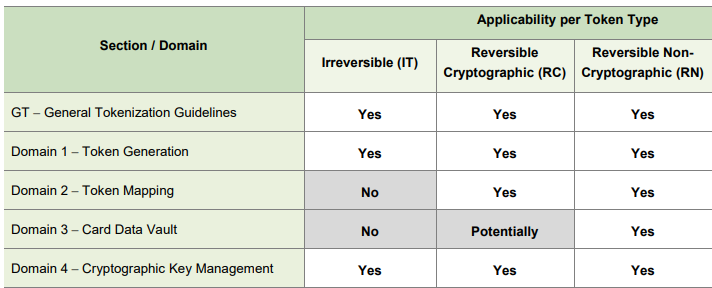 Section / Domain
Applicability per Token Type
Irreversible (IT)
Reversible
Cryptographic (RC)
Reversible Non-
Cryptographic (RN)
GT – General Tokenization Guidelines Yes Yes Yes
Domain 1 – Token Generation Yes Yes Yes
Domain 2 – Token Mapping No Yes Yes
Domain 3 – Card Data Vault No Potentially Yes
Domain 4 – Cryptographic Key Management Yes Yes Yes